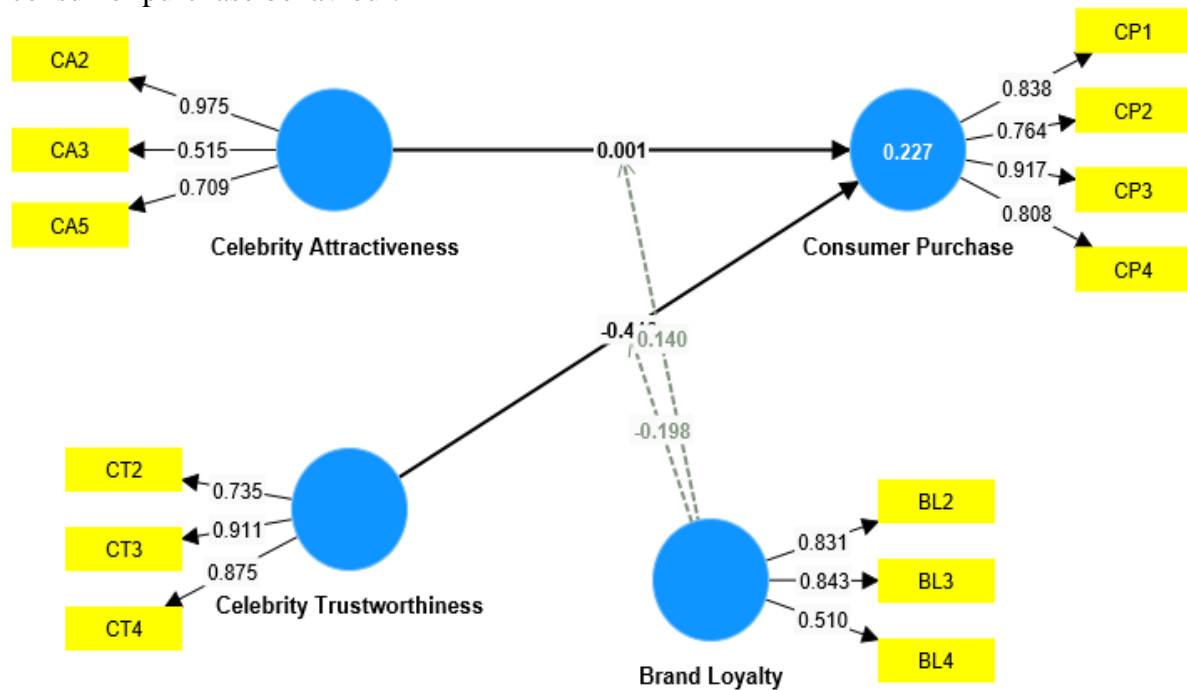 CA2
0.975
CA3
0.515
CA5
0.709
Celebrity Attractiveness
0.001
0.227
Consumer Purchase
CP1
0.838
CP2
0.764
CP3
0.917
CP4
0.808
0.140
-0.198
CT2
0.735
CT3
0.911
CT4
0.875
Celebrity Trustworthiness
BL2
0.831
BL3
0.843
BL4
0.510
Brand Loyalty